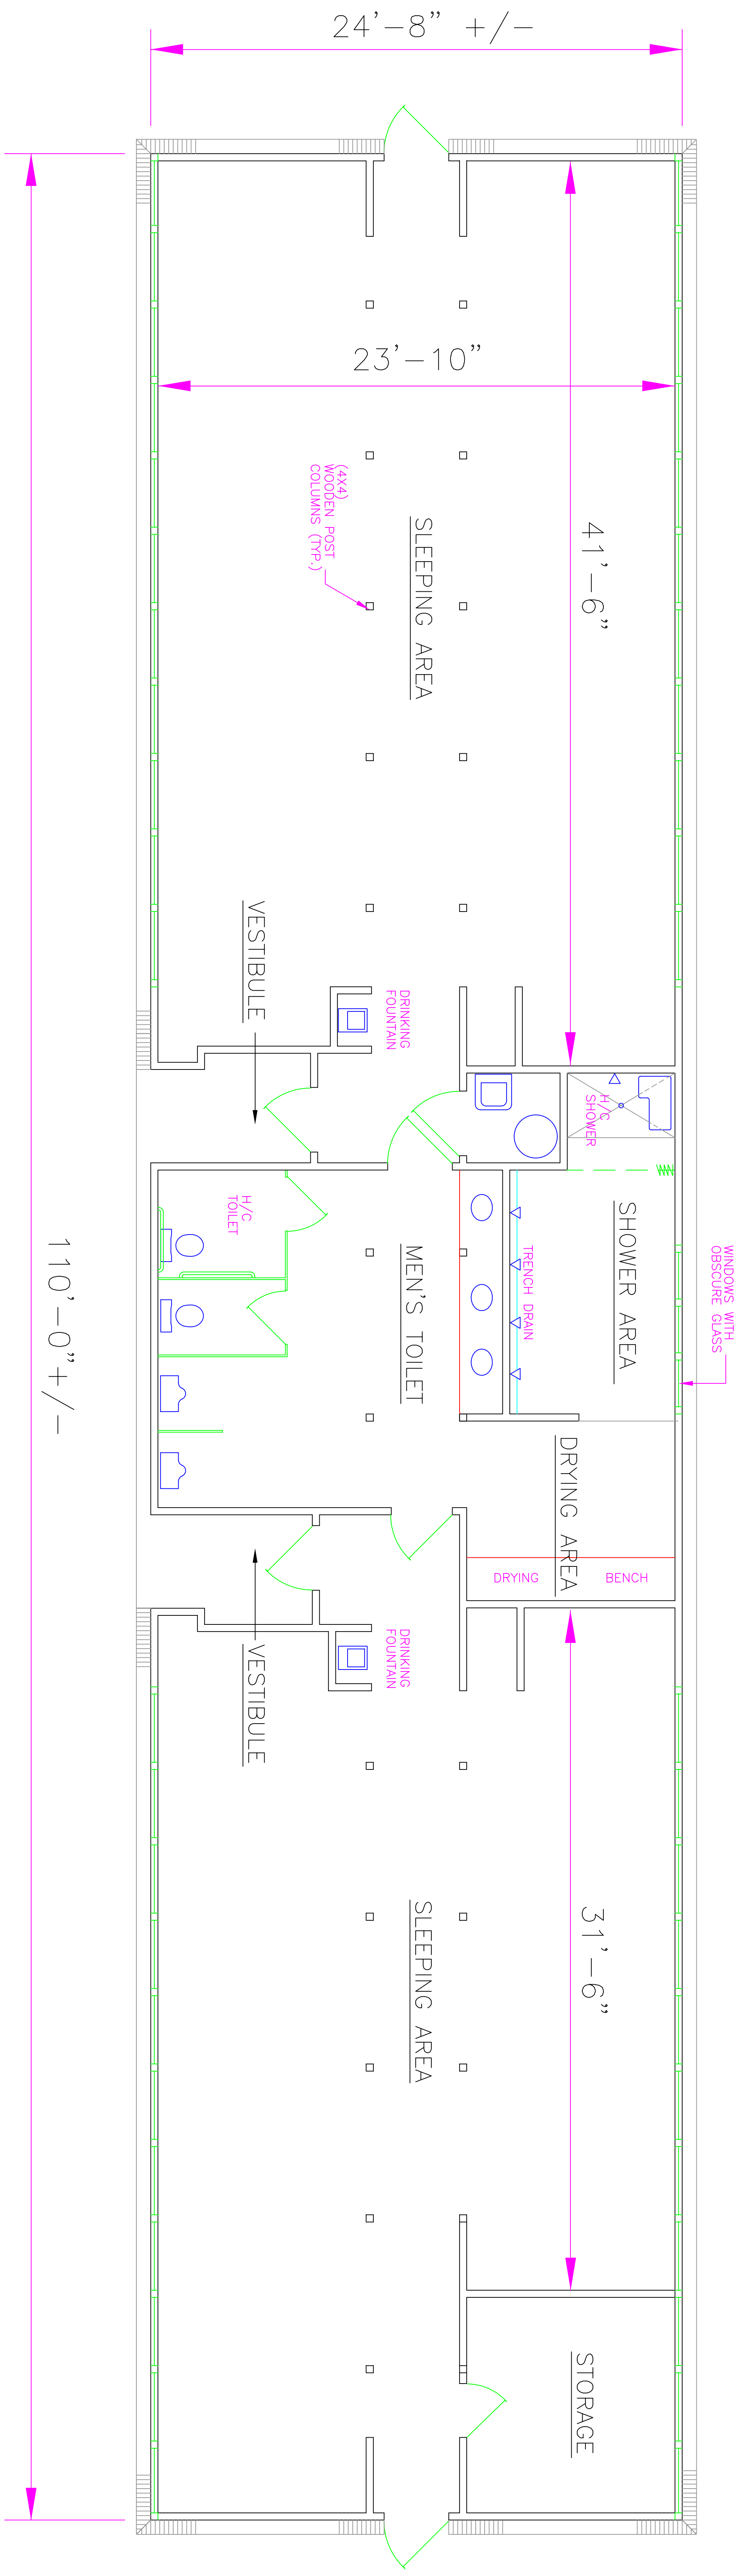 24'-8" +/-
41'-6"
23'-10"
(4X4)
WOODEN POST
COLUMNS (TYP.)
SLEEPING AREA
VESTIBULE
DRINKING
FOUNTAIN
H/C
SHOWER
H/C
TOILET
SHOWER AREA
TRENCH DRAIN
MEN'S TOILET
WINDOWS WITH
OBSCURE GLASS
110'-0"+/-
DRYING AREA
DRYING BENCH
DRINKING
FOUNTAIN
VESTIBULE
SLEEPING AREA
31'-6"
STORAGE